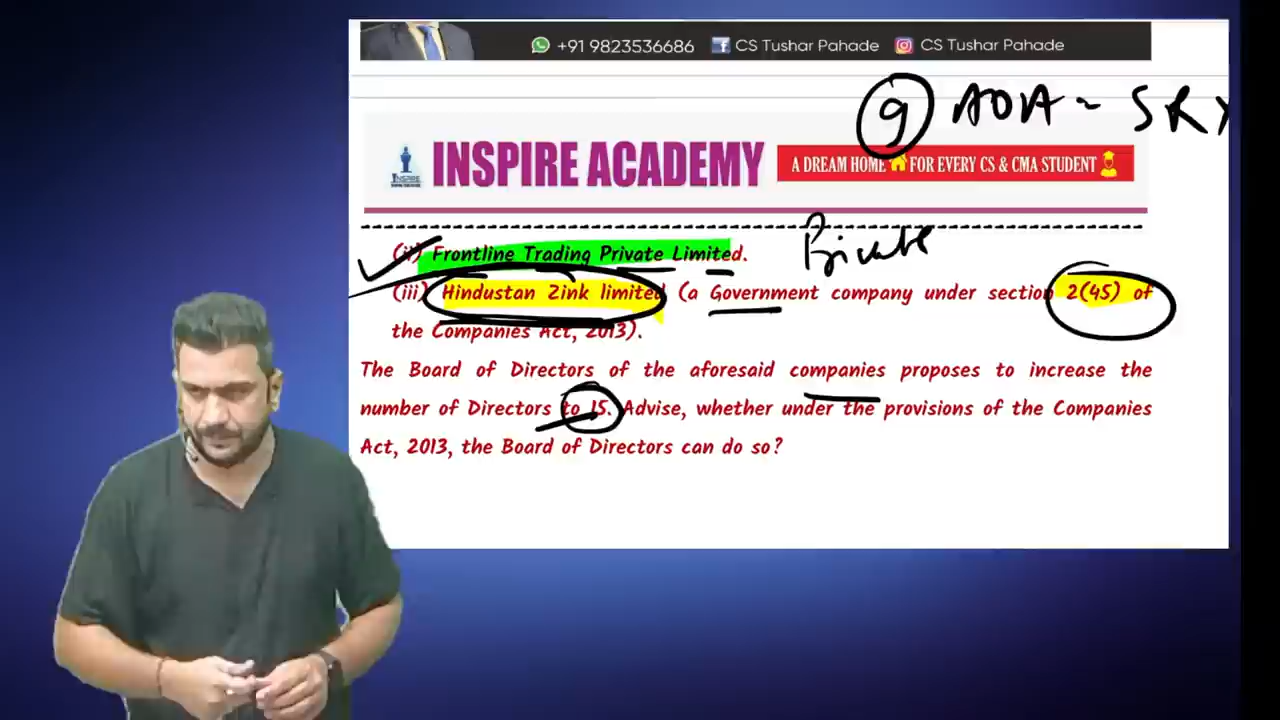 +91 9823536686 CS Tushar Pahade CS Tushar Pahade
9 AOA - SR
INSPIRE ACADEMY
A DREAM HOME FOR EVERY CS & CMA STUDENT
INSPIRE
Private
(ii) Frontline Trading Private Limited.
(iii) Hindustan Zink limited (a Government company under section 2(45) of
the Companies Act, 2013).
The Board of Directors of the aforesaid companies proposes to increase the
number of Directors to 15. Advise, whether under the provisions of the Companies
Act, 2013, the Board of Directors can do so?